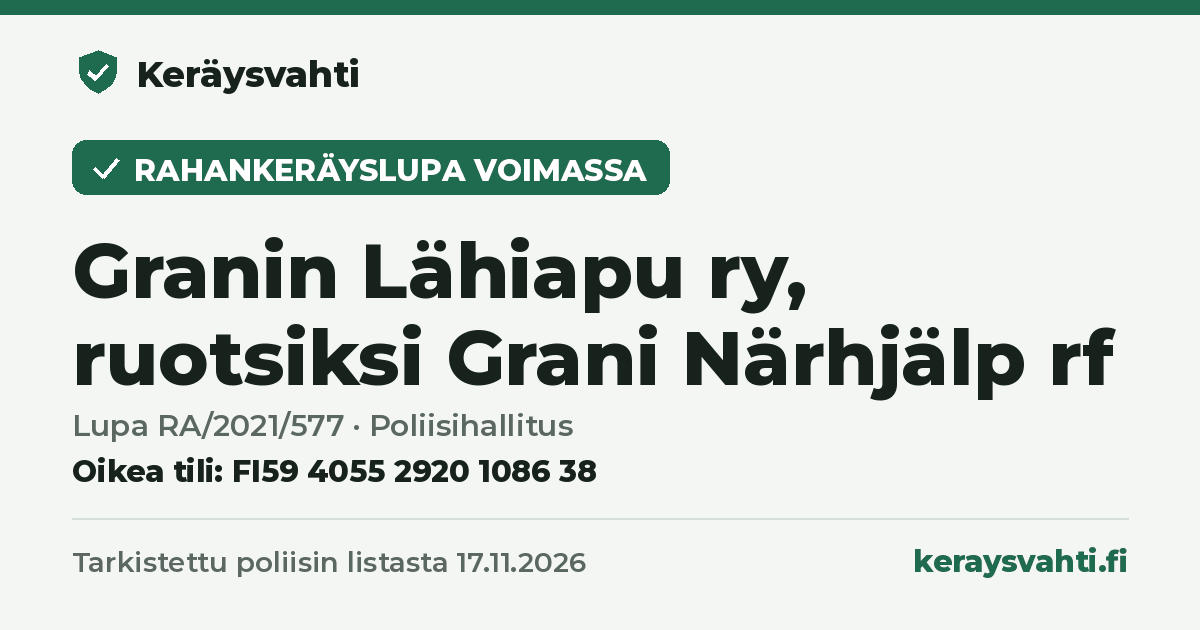 Keräysvahti
RAHANKERÄYSLUPA VOIMASSA
Granin Lähiapu ry,
ruotsiksi Grani Närhjälp rf
Lupa RA/2021/577 · Poliisihallitus
Oikea tili: FI59 4055 2920 1086 38
Tarkistettu poliisin listasta 17.11.2026
keraysvahti.fi